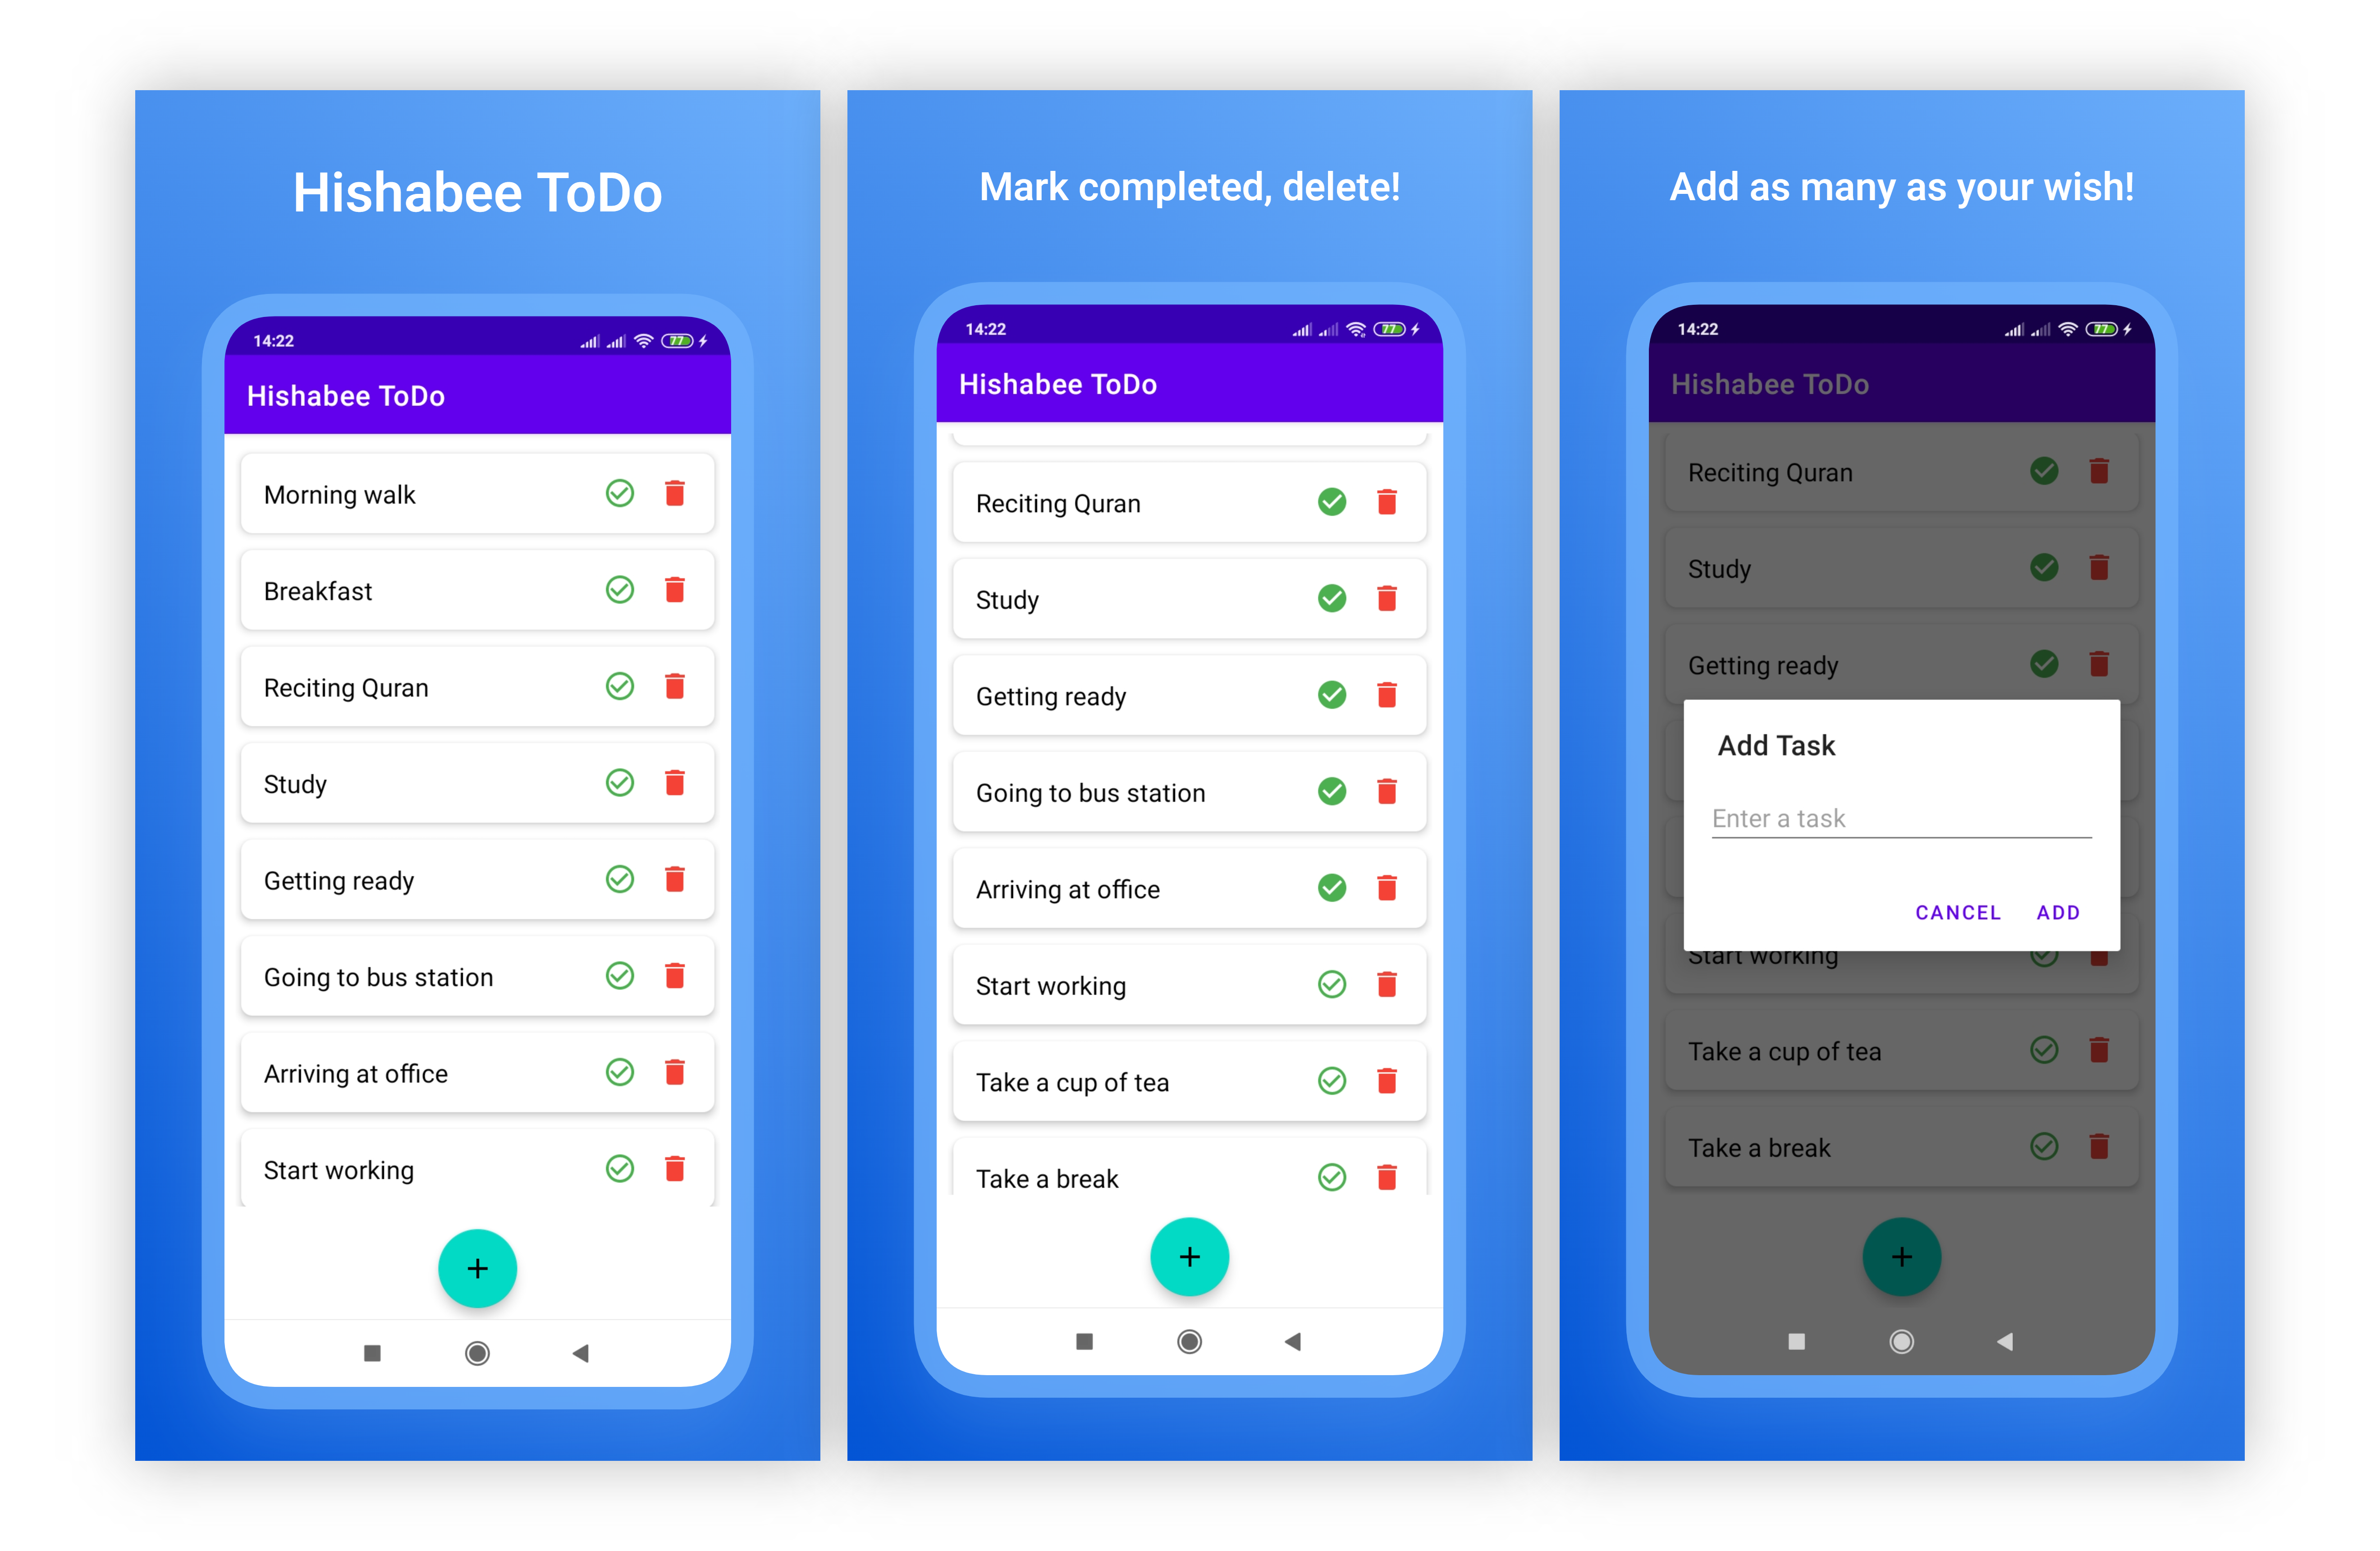 Hishabee ToDo
14:22
77
Hishabee ToDo
Morning walk
Breakfast
Reciting Quran
Study
Getting ready
Going to bus station
Arriving at office
Start working
Mark completed, delete!
14:22
77
Hishabee ToDo
Reciting Quran
Study
Getting ready
Going to bus station
Arriving at office
Start working
Take a cup of tea
Take a break
Add as many as your wish!
14:22
77
Hishabee ToDo
Reciting Quran
Study
Getting ready
Add Task
Enter a task
CANCEL ADD
Start working
Take a cup of tea
Take a break